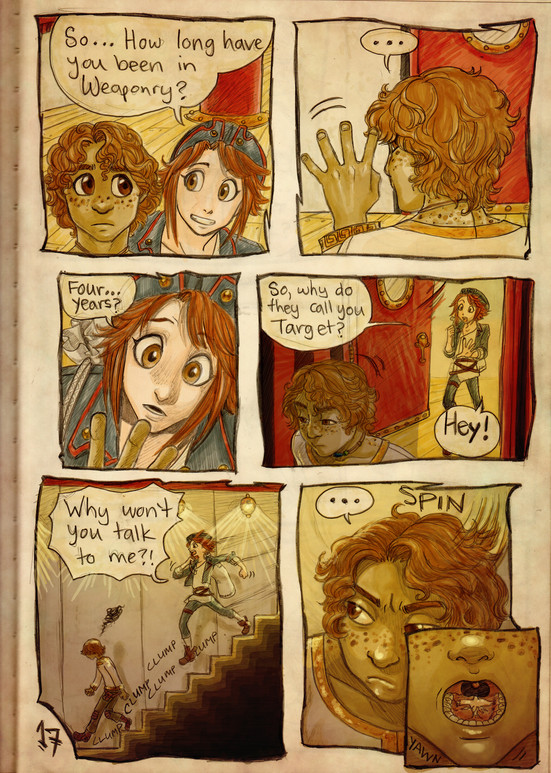 So... How long have
you been in
Weaponry?
...
Four...
years?
So, why do
they call you
Target?
Hey!
Why won't
you talk
to me?!
CLUMP
CLUMP
CLUMP
CLUMP
CLUMP
...
SPIN
YAWN
17